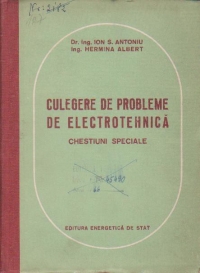 Dr. Ing. ION S. ANTONIU
Ing. HERMINA ALBERT
CULEGERE DE PROBLEME
DE ELECTROTEHNICĂ
CHESTIUNI SPECIALE
EDITURA ENERGETICĂ DE STAT